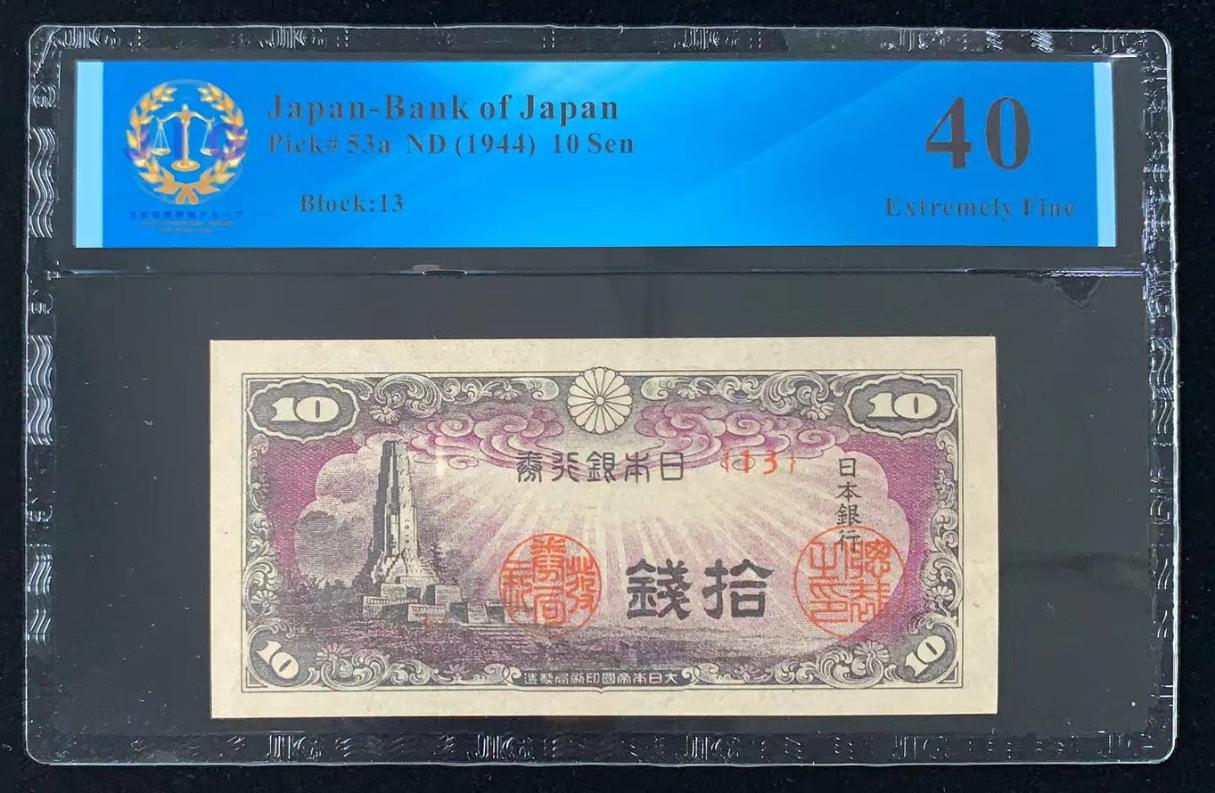 Japan-Bank of Japan
Pick# 53a ND (1944) 10 Sen
Block:13
40
Extremely Fine
10
10
券行銀本日
{13}
日本銀行
錢拾
10
10
造製局刷印國帝本日大